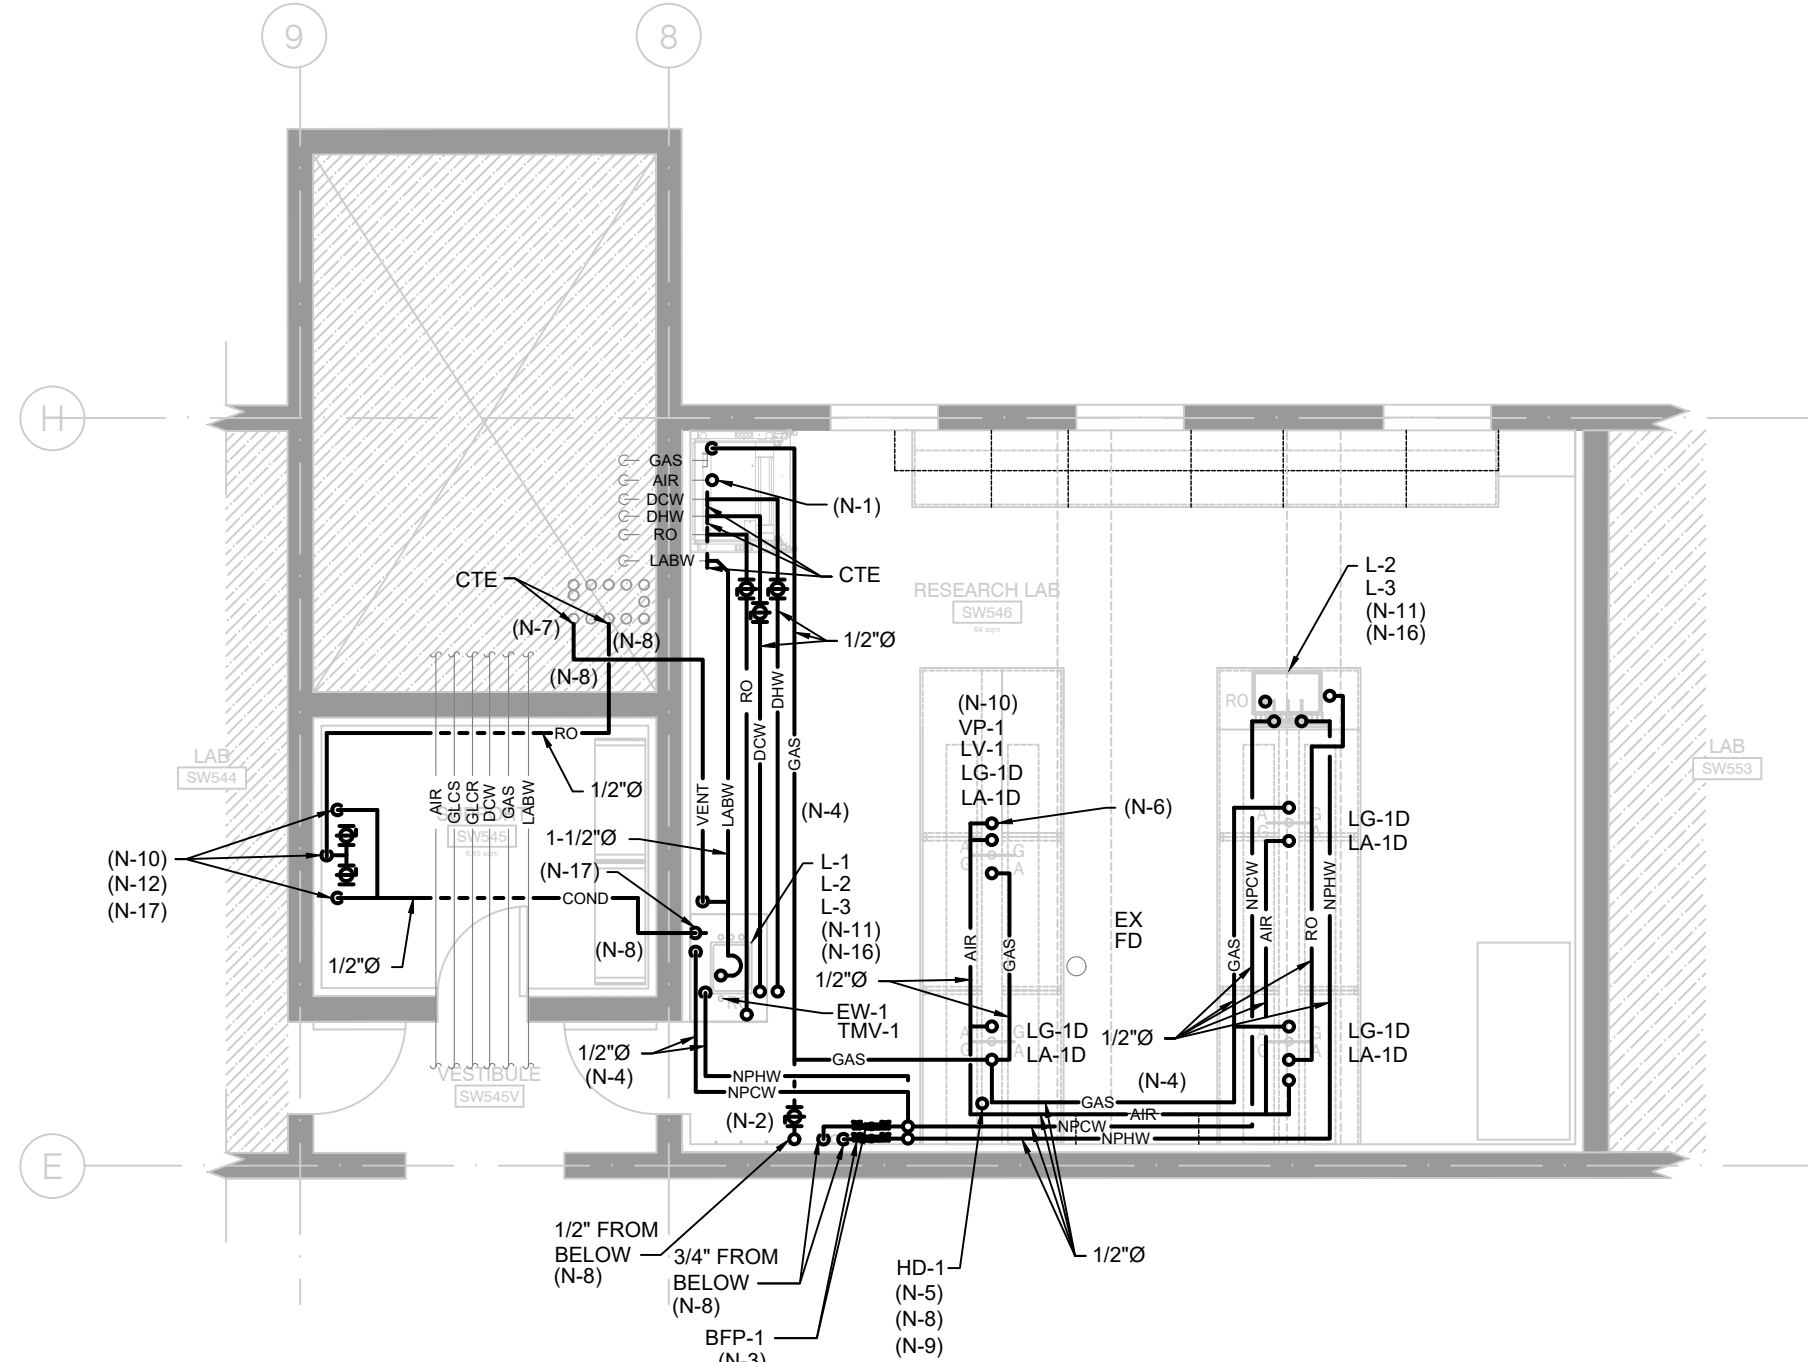 9
8
H
GAS
AIR
DCW
DHW
RO
LABW
(N-1)
CTE
CTE
(N-7)
(N-8)
(N-8)
1/2"Ø
RESEARCH LAB
SW546
64 sqm
L-2
L-3
(N-11)
(N-16)
RO
DCW
DHW
GAS
VENT
LABW
(N-4)
RO
1/2"Ø
LAB
SW544
AIR
GLCS
GLCR
DCW
GAS
LABW
SW545
1-1/2"Ø
(N-17)
(N-10)
(N-12)
(N-17)
COND
(N-8)
1/2"Ø
L-1
L-2
L-3
(N-11)
(N-16)
1/2"Ø
EW-1
TMV-1
(N-10)
VP-1
LV-1
LG-1D
LA-1D
(N-6)
A
G
G
A
AIR
GAS
EX
FD
A
G
G
A
LG-1D
LA-1D
RO
LAB
SW553
A
G
G
A
LG-1D
LA-1D
GAS
NPCW
AIR
RO
NPHW
1/2"Ø
A
G
G
A
LG-1D
LA-1D
1/2"Ø
(N-4)
GAS
NPHW
NPCW
VESTIBULE
SW545V
(N-2)
(N-4)
GAS
AIR
NPCW
NPHW
E
1/2" FROM
BELOW
(N-8)
3/4" FROM
BELOW
(N-8)
BFP-1
(N-3)
HD-1
(N-5)
(N-8)
(N-9)
1/2"Ø